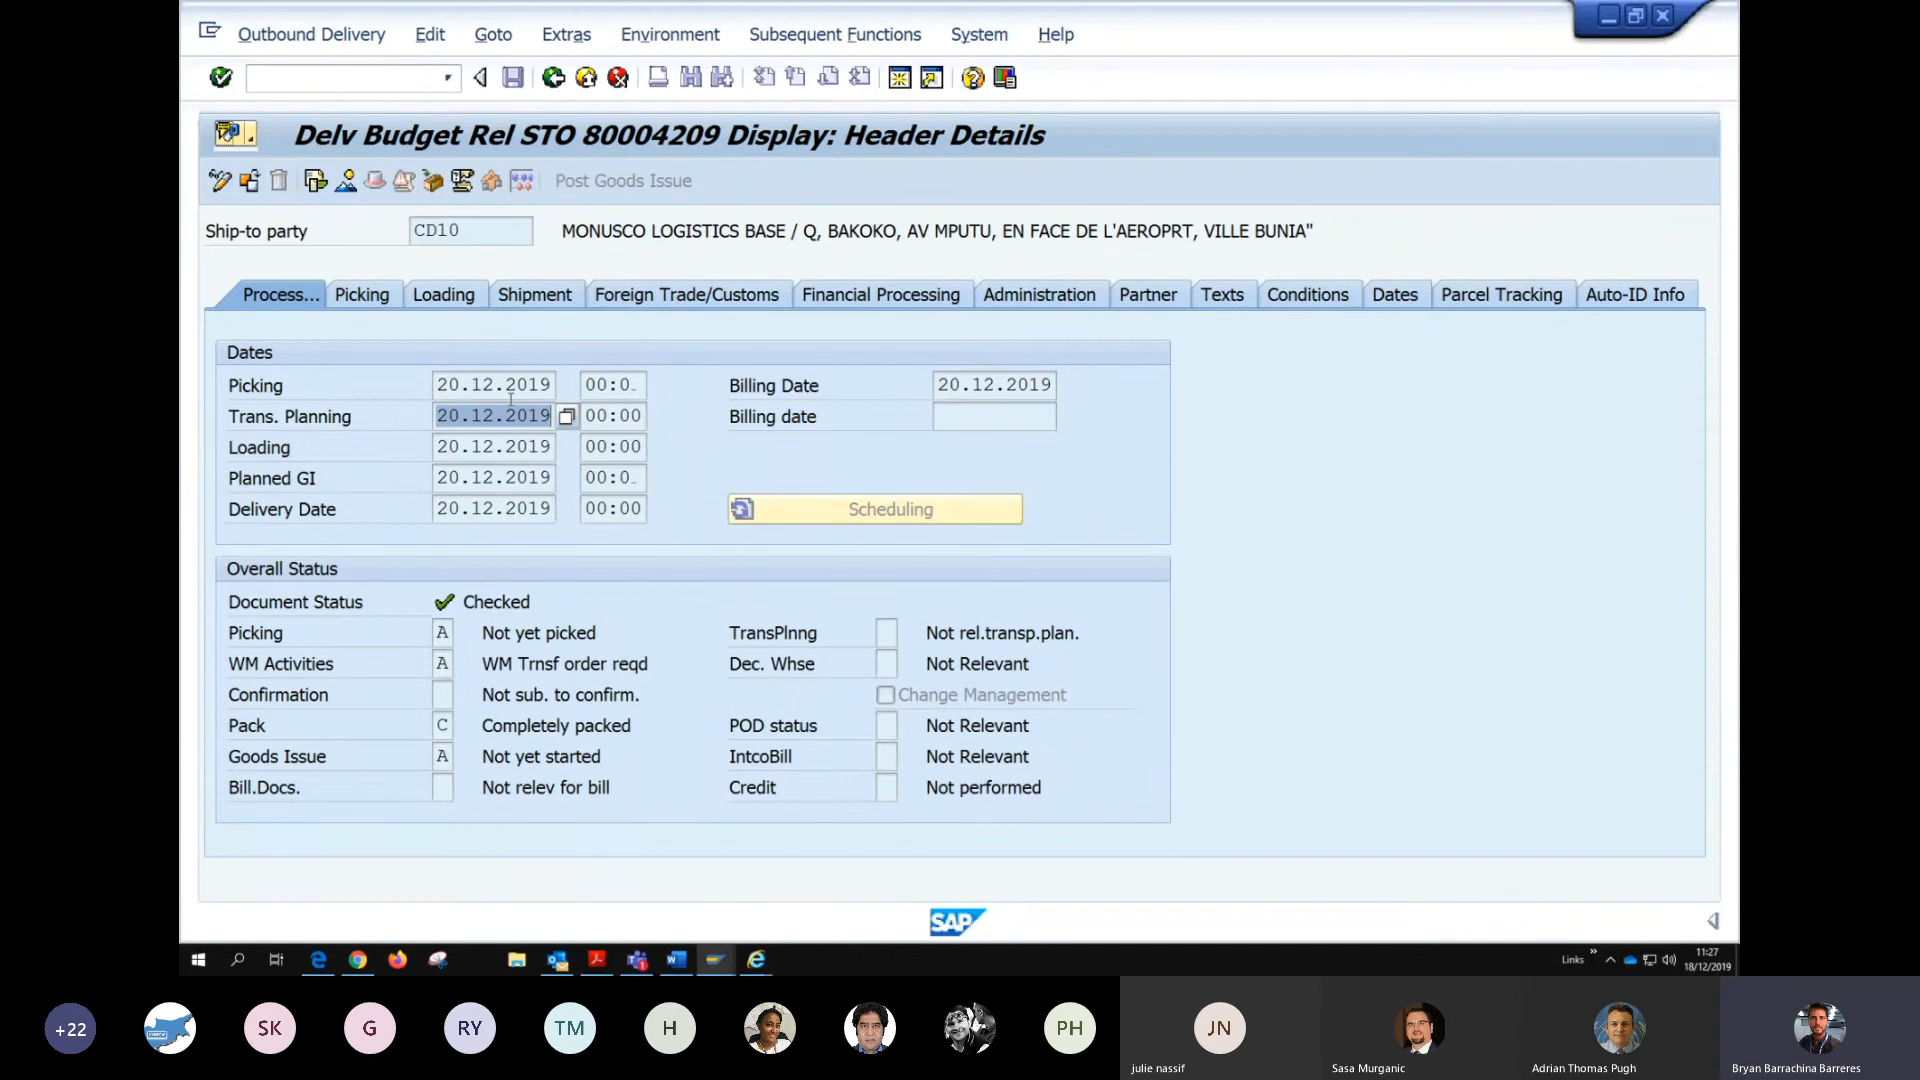 Outbound Delivery Edit Goto Extras Environment Subsequent Functions System Help
Delv Budget Rel STO 80004209 Display: Header Details
Post Goods Issue
Ship-to party CD10 MONUSCO LOGISTICS BASE / Q, BAKOKO, AV MPUTU, EN FACE DE L'AEROPRT, VILLE BUNIA"
Process... Picking Loading Shipment Foreign Trade/Customs Financial Processing Administration Partner Texts Conditions Dates Parcel Tracking Auto-ID Info
Dates
Picking 20.12.2019 00:0.. Billing Date 20.12.2019
Trans. Planning 20.12.2019 00:00 Billing date
Loading 20.12.2019 00:00
Planned GI 20.12.2019 00:0..
Delivery Date 20.12.2019 00:00 Scheduling
Overall Status
Document Status Checked
Picking A Not yet picked TransPlnng Not rel.transp.plan.
WM Activities A WM Trnsf order reqd Dec. Whse Not Relevant
Confirmation Not sub. to confirm. Change Management
Pack C Completely packed POD status Not Relevant
Goods Issue A Not yet started IntcoBill Not Relevant
Bill.Docs. Not relev for bill Credit Not performed
SAP
Links 11:27
18/12/2019
+22 SK G RY TM H PH JN
julie nassif Sasa Murganic Adrian Thomas Pugh Bryan Barrachina Barreres